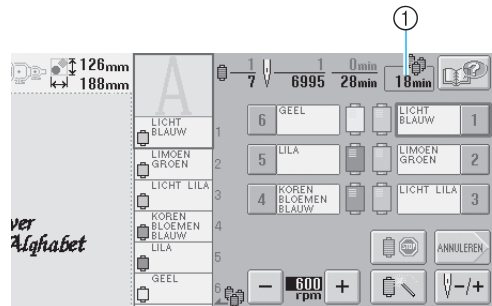 ①
126mm
188mm
A
1 1 0min
7 6995 28min 18min
LICHT BLAUW 1
LIMOEN GROEN 2
LICHT LILA 3
KOREN BLOEMEN BLAUW 4
LILA 5
GEEL 6
6 GEEL
LICHT BLAUW 1
5 LILA
LIMOEN GROEN 2
4 KOREN BLOEMEN BLAUW
LICHT LILA 3
ver
Alghabet
ANNULEREN
− 600 rpm +
−/+